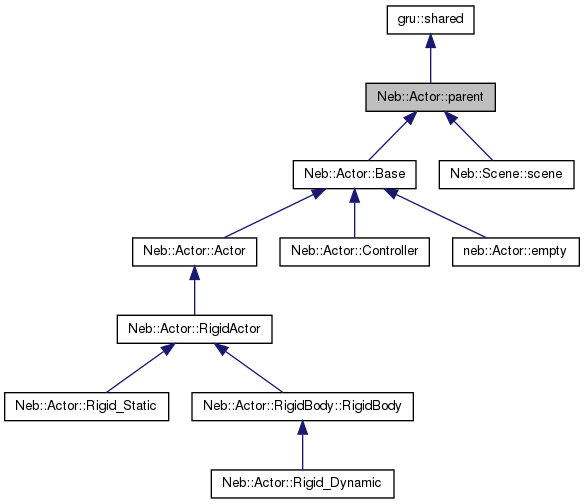 gru::shared
Neb::Actor::parent
Neb::Actor::Base
Neb::Scene::scene
Neb::Actor::Actor
Neb::Actor::Controller
neb::Actor::empty
Neb::Actor::RigidActor
Neb::Actor::Rigid_Static
Neb::Actor::RigidBody::RigidBody
Neb::Actor::Rigid_Dynamic